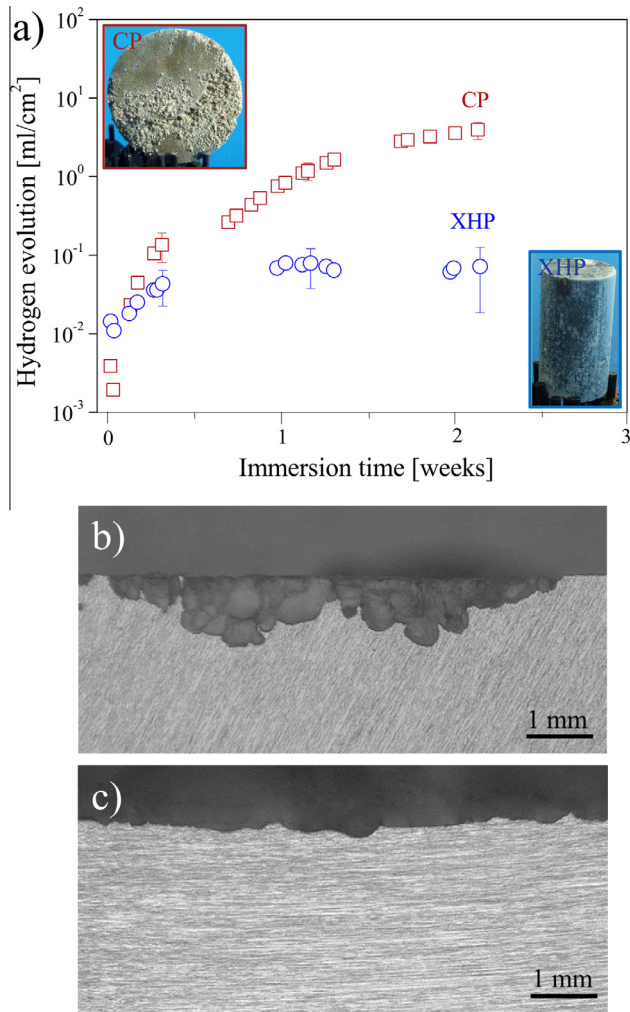 a)
CP
XHP
CP
XHP
Hydrogen evolution [ml/cm²]
10²
10¹
10⁰
10⁻¹
10⁻²
10⁻³
0
1
2
3
Immersion time [weeks]
b)
1 mm
c)
1 mm